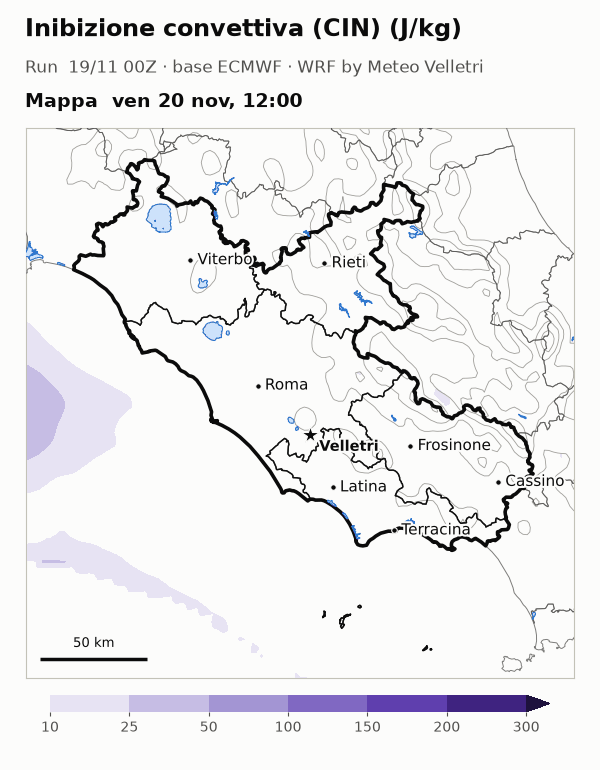 Inibizione convettiva (CIN) (J/kg)
Run 19/11 00Z · base ECMWF · WRF by Meteo Velletri
Mappa ven 20 nov, 12:00
Viterbo
Rieti
Roma
Velletri
Frosinone
Cassino
Latina
Terracina
50 km
10 25 50 100 150 200 300